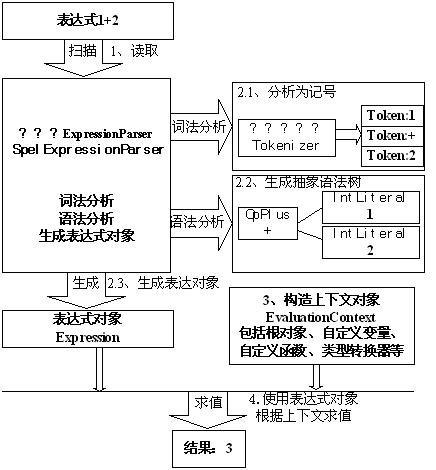 表达式1+2
扫描 1、读取
？？？ExpressionParser
SpelExpressionParser
词法分析
语法分析
生成表达式对象
词法分析
2.1、分析为记号
？？？？？
Tokenizer
Token:1
Token:+
Token:2
语法分析
2.2、生成抽象语法树
OpPlus
+
IntLiteral
1
IntLiteral
2
生成 2.3、生成表达对象
表达式对象
Expression
3、构造上下文对象
EvaluationContext
包括根对象、自定义变量、
自定义函数、类型转换器等
求值
4.使用表达式对象
根据上下文求值
结果：3